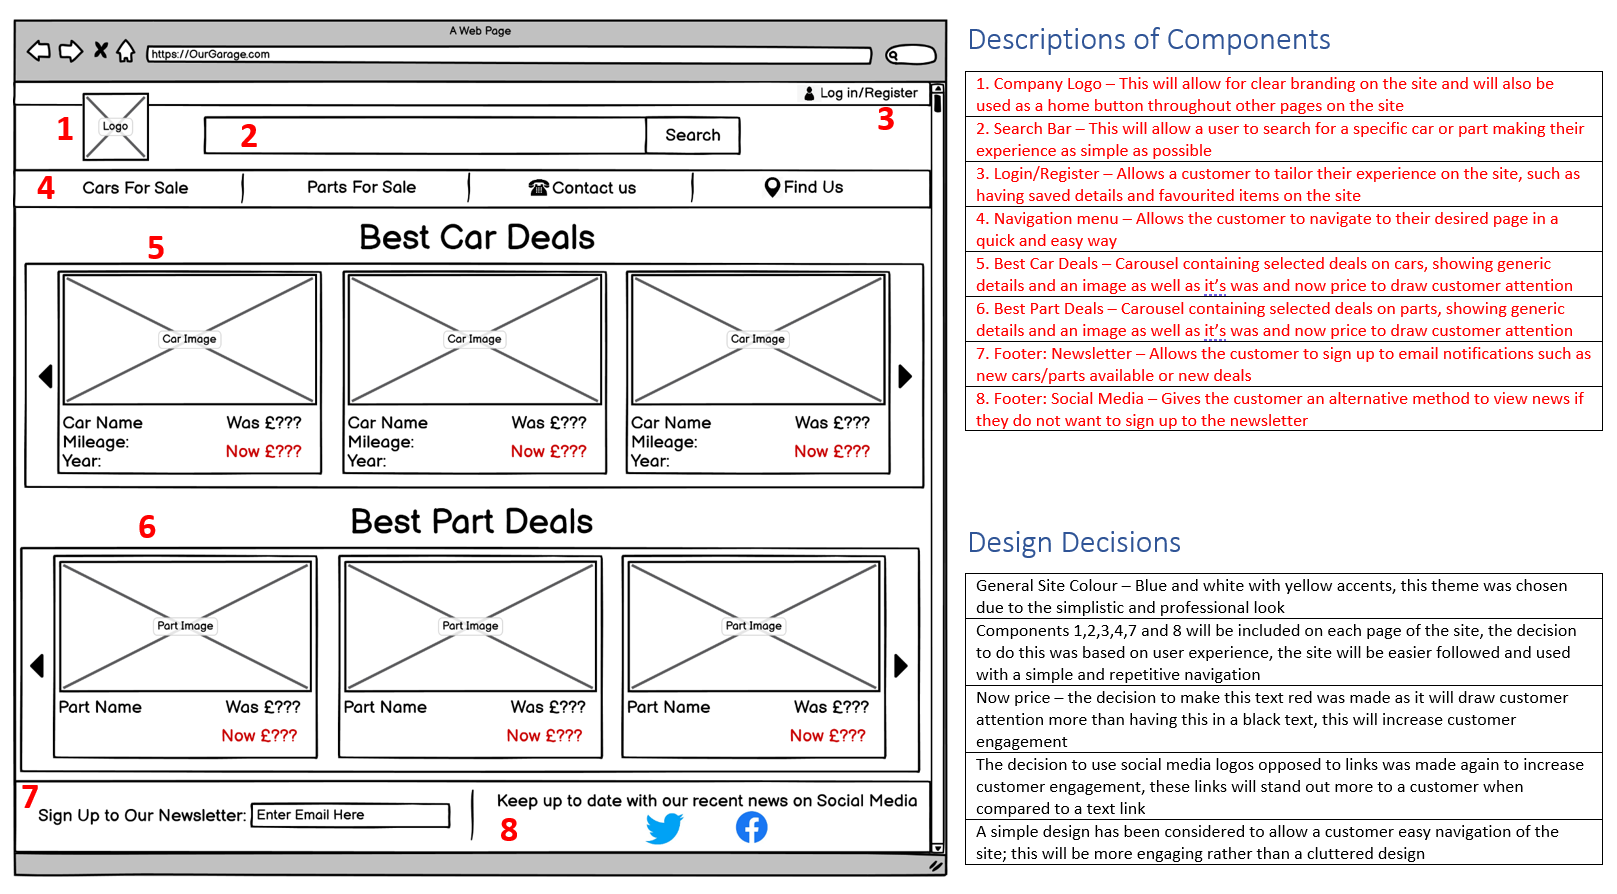 A Web Page
https://OurGarage.com
Log in/Register
1
Logo
2
Search
3
4
Cars For Sale
Parts For Sale
Contact us
Find Us
Best Car Deals
5
Car Image
Car Image
Car Image
Car Name
Was £???
Mileage:
Now £???
Year:
Car Name
Was £???
Mileage:
Now £???
Year:
Car Name
Was £???
Mileage:
Now £???
Year:
Best Part Deals
6
Part Image
Part Image
Part Image
Part Name
Was £???
Now £???
Part Name
Was £???
Now £???
Part Name
Was £???
Now £???
7
Sign Up to Our Newsletter:
Enter Email Here
Keep up to date with our recent news on Social Media
8
Descriptions of Components
1. Company Logo – This will allow for clear branding on the site and will also be
used as a home button throughout other pages on the site
2. Search Bar – This will allow a user to search for a specific car or part making their
experience as simple as possible
3. Login/Register – Allows a customer to tailor their experience on the site, such as
having saved details and favourited items on the site
4. Navigation menu – Allows the customer to navigate to their desired page in a
quick and easy way
5. Best Car Deals – Carousel containing selected deals on cars, showing generic
details and an image as well as it’s was and now price to draw customer attention
6. Best Part Deals – Carousel containing selected deals on parts, showing generic
details and an image as well as it’s was and now price to draw customer attention
7. Footer: Newsletter – Allows the customer to sign up to email notifications such as
new cars/parts available or new deals
8. Footer: Social Media – Gives the customer an alternative method to view news if
they do not want to sign up to the newsletter
Design Decisions
General Site Colour – Blue and white with yellow accents, this theme was chosen
due to the simplistic and professional look
Components 1,2,3,4,7 and 8 will be included on each page of the site, the decision
to do this was based on user experience, the site will be easier followed and used
with a simple and repetitive navigation
Now price – the decision to make this text red was made as it will draw customer
attention more than having this in a black text, this will increase customer
engagement
The decision to use social media logos opposed to links was made again to increase
customer engagement, these links will stand out more to a customer when
compared to a text link
A simple design has been considered to allow a customer easy navigation of the
site; this will be more engaging rather than a cluttered design